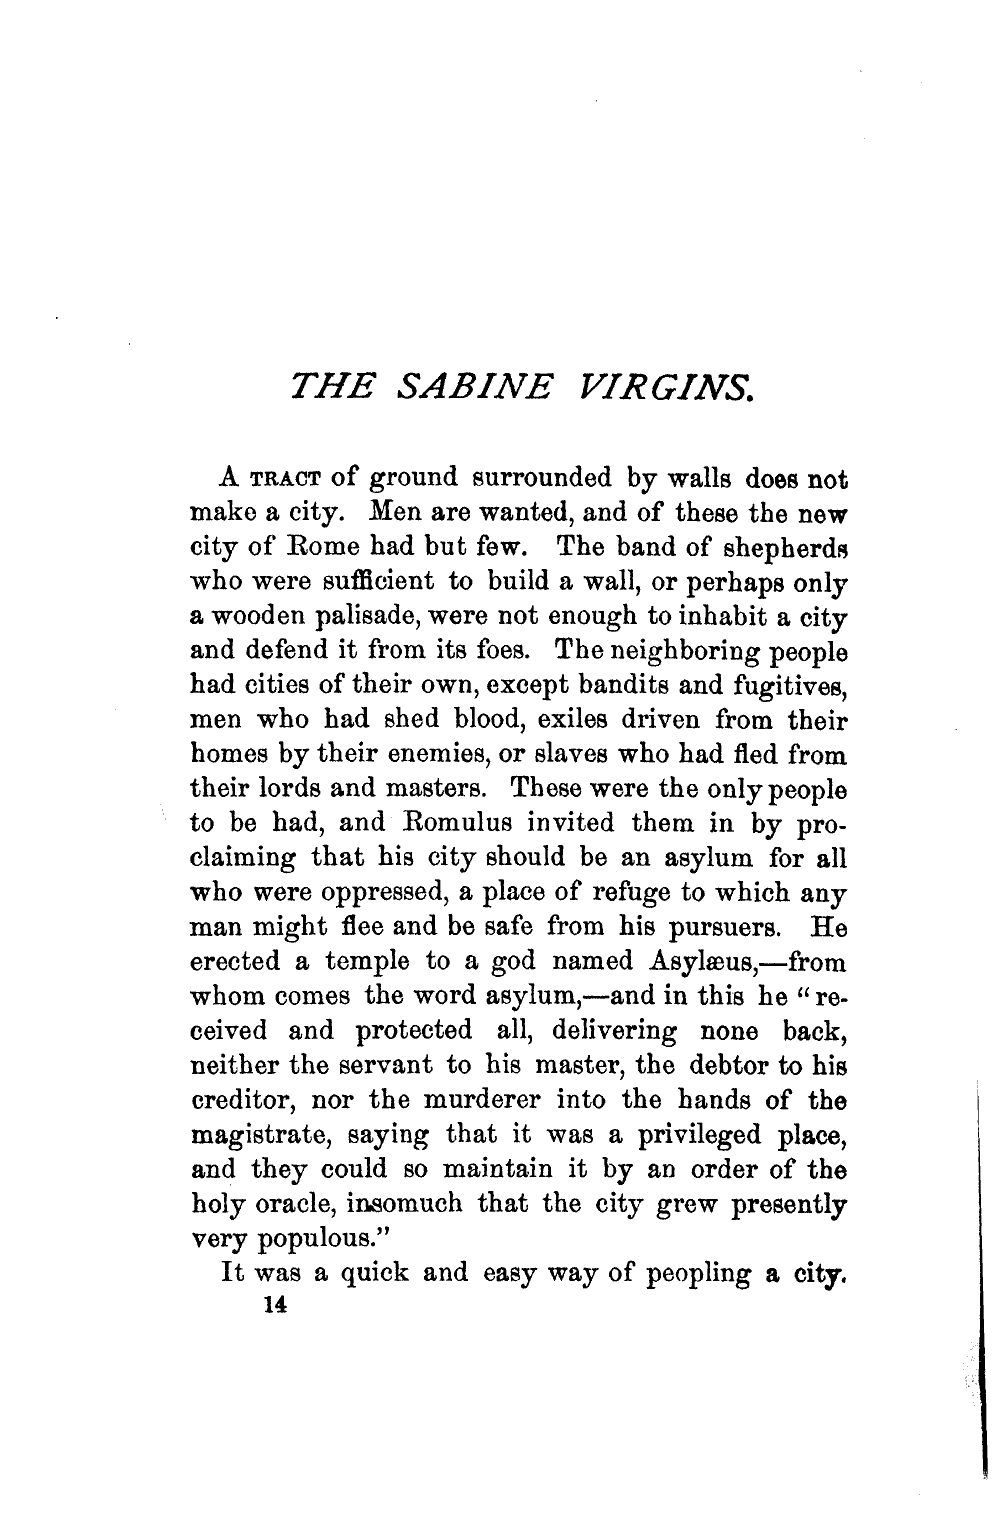 THE SABINE VIRGINS.
A TRACT of ground surrounded by walls does not
make a city. Men are wanted, and of these the new
city of Rome had but few. The band of shepherds
who were sufficient to build a wall, or perhaps only
a wooden palisade, were not enough to inhabit a city
and defend it from its foes. The neighboring people
had cities of their own, except bandits and fugitives,
men who had shed blood, exiles driven from their
homes by their enemies, or slaves who had fled from
their lords and masters. These were the only people
to be had, and Romulus invited them in by pro-
claiming that his city should be an asylum for all
who were oppressed, a place of refuge to which any
man might flee and be safe from his pursuers. He
erected a temple to a god named Asylæus,—from
whom comes the word asylum,—and in this he “re-
ceived and protected all, delivering none back,
neither the servant to his master, the debtor to his
creditor, nor the murderer into the hands of the
magistrate, saying that it was a privileged place,
and they could so maintain it by an order of the
holy oracle, insomuch that the city grew presently
very populous.”
It was a quick and easy way of peopling a city.
14